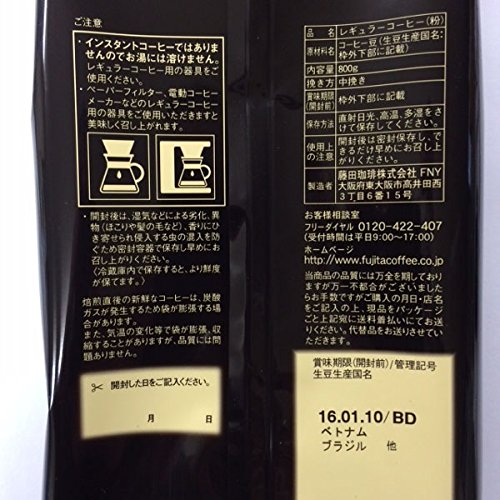 ご注意
・インスタントコーヒーではありま
せんのでお湯には溶けません。
レギュラーコーヒー用の器具をご
使用ください。
・ペーパーフィルター、電動コーヒー
メーカーなどのレギュラーコーヒー
用の器具をご使用いただきますと
美味しく召し上がれます。
・開封後は、湿気などによる劣化、異
物(ほこりや髪の毛など)、香りにひ
き寄せられ侵入する虫の混入を防
ぐため密封容器で保存し早めにお
召し上がりください。
〈冷蔵庫内で保存すると、より鮮度
が保てます。〉
焙煎直後の新鮮なコーヒーは、炭酸
ガスが発生するため袋が膨張する場
合があります。
また、気温の変化等で袋が膨張、収
縮することがありますが、品質には問
題ありません。
開封した日をご記入ください。
月 日
品名 レギュラーコーヒー(粉)
原材料名 コーヒー豆(生豆生産国名:
枠外下部に記載)
内容量 800g
挽き方 中挽き
賞味期限
(開封前) 枠外下部に記載
保存方法 直射日光、高温、多湿をさ
けて保存してください。
使用上
の注意 開封後は密封保存し、で
きるだけ早めにお召し上
がりください。
製造者 藤田珈琲株式会社 FNY
大阪府東大阪市高井田西
3丁目6番15号
お客様相談室
フリーダイヤル 0120-422-407
(受付時間は平日9:00〜17:00)
ホームページ
http://www.fujitacoffee.co.jp
当商品の品質には万全を期しており
ますが万一不都合がございましたら
お手数ですがご購入の月日・店名
をご記入の上、現品をパッケージ
ごと上記宛に送料着払いにてお送
りください。代替品をお送りさせて
いただきます。
賞味期限(開封前)/管理記号
生豆生産国名
16.01.10/BD
ベトナム
ブラジル 他